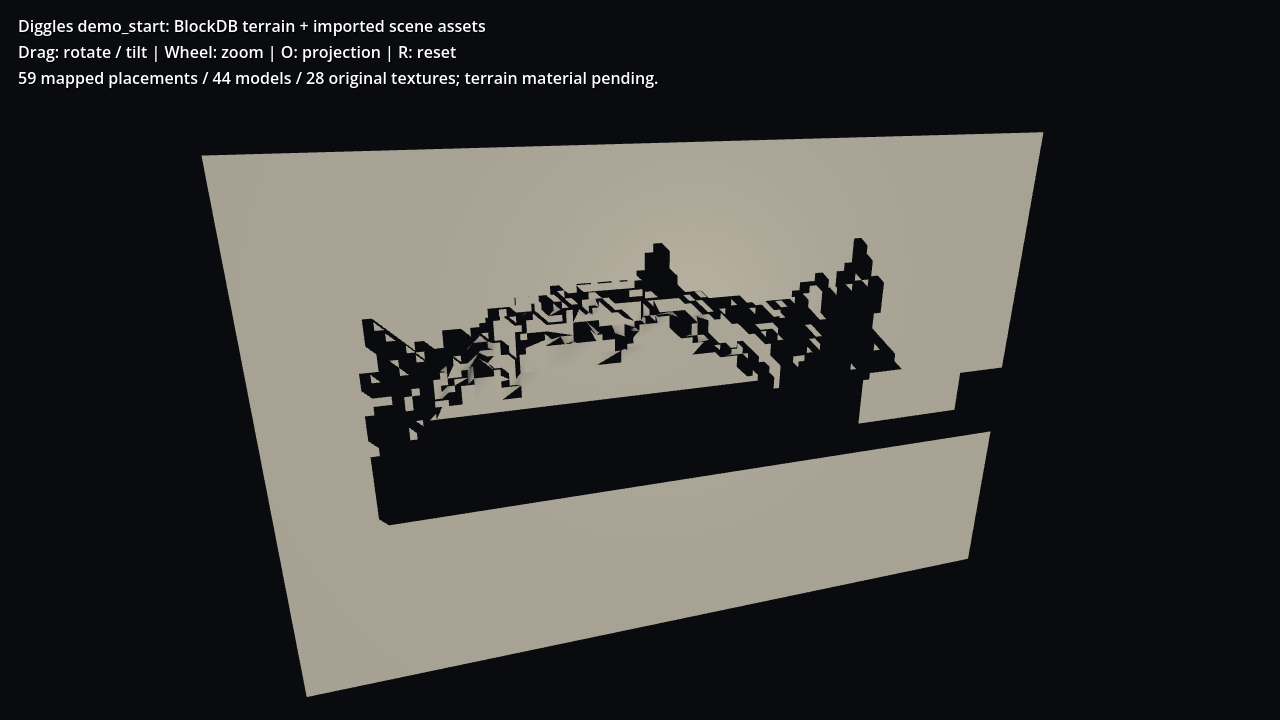 Diggles demo_start: BlockDB terrain + imported scene assets
Drag: rotate / tilt | Wheel: zoom | O: projection | R: reset
59 mapped placements / 44 models / 28 original textures; terrain material pending.